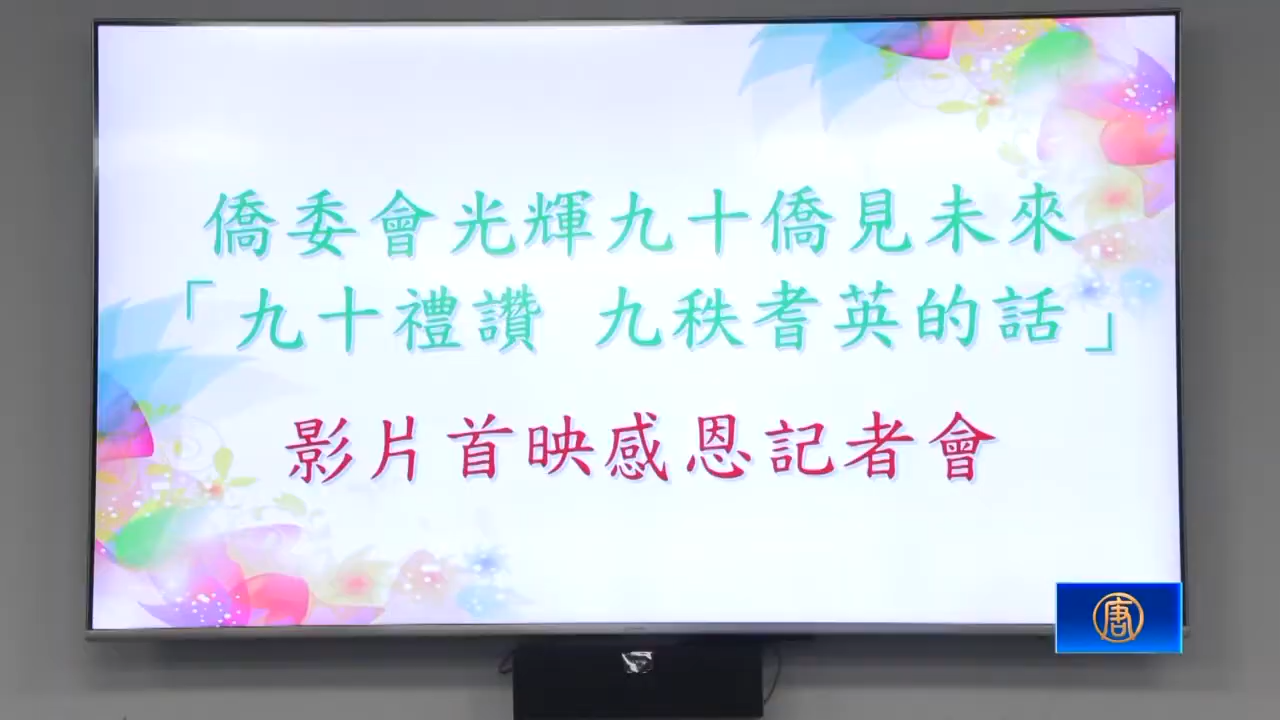 僑委會光輝九十僑見未來
「九十禮讚 九秩耆英的話」
影片首映感恩記者會
唐